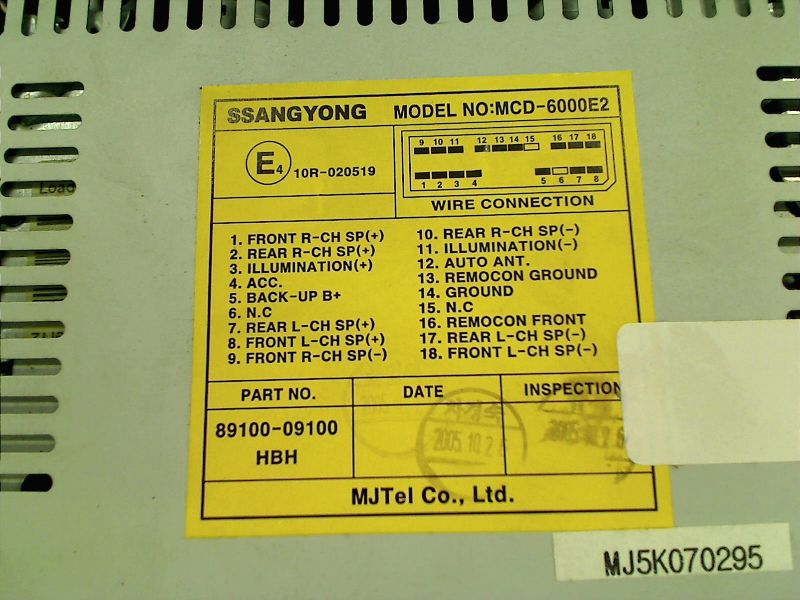 SSANGYONG MODEL NO:MCD-6000E2
E4 10R-020519
9 10 11 12 13 14 15 16 17 18
1 2 3 4 5 6 7 8
WIRE CONNECTION
1. FRONT R-CH SP(+)
2. REAR R-CH SP(+)
3. ILLUMINATION(+)
4. ACC.
5. BACK-UP B+
6. N.C
7. REAR L-CH SP(+)
8. FRONT L-CH SP(+)
9. FRONT R-CH SP(-)
10. REAR R-CH SP(-)
11. ILLUMINATION(-)
12. AUTO ANT.
13. REMOCON GROUND
14. GROUND
15. N.C
16. REMOCON FRONT
17. REAR L-CH SP(-)
18. FRONT L-CH SP(-)
PART NO. DATE INSPECTION
89100-09100
HBH
2005.10.2
MJTel Co., Ltd.
MJ5K070295
Load